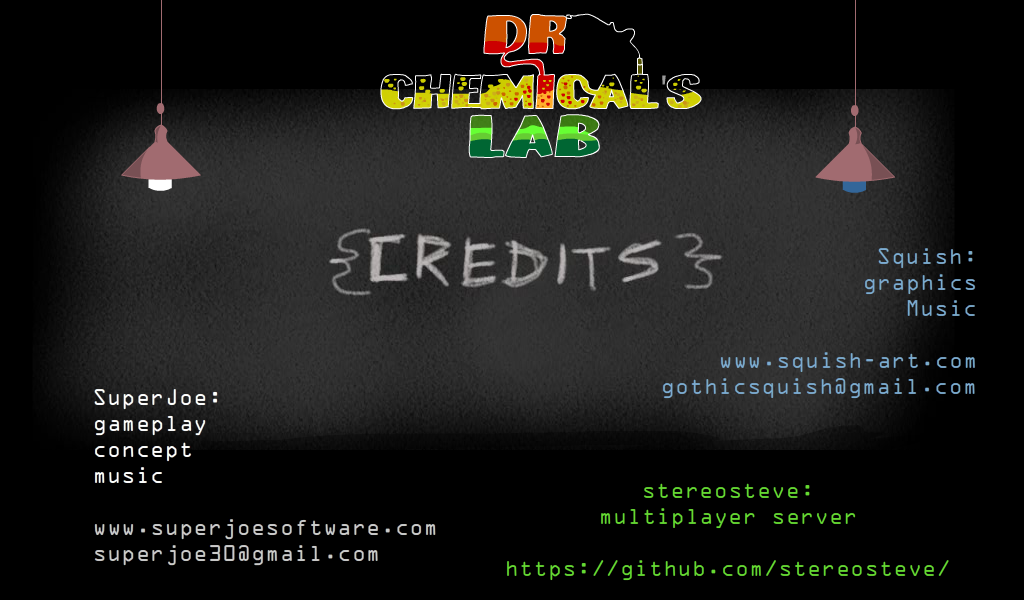 DR
CHEMICAL'S
LAB
{CREDITS}
Squish:
graphics
Music
www.squish-art.com
gothicsquish@gmail.com
SuperJoe:
gameplay
concept
music
www.superjoesoftware.com
superjoe30@gmail.com
stereosteve:
multiplayer server
https://github.com/stereosteve/